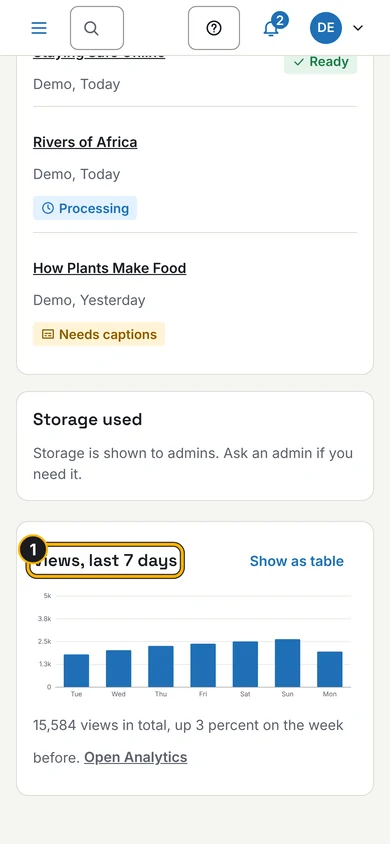 2
DE
Staying Safe Online
Ready
Demo, Today
Rivers of Africa
Demo, Today
Processing
How Plants Make Food
Demo, Yesterday
Needs captions
Storage used
Storage is shown to admins. Ask an admin if you
need it.
1
Views, last 7 days
Show as table
5k
3.8k
2.5k
1.3k
0
Tue Wed Thu Fri Sat Sun Mon
15,584 views in total, up 3 percent on the week
before. Open Analytics